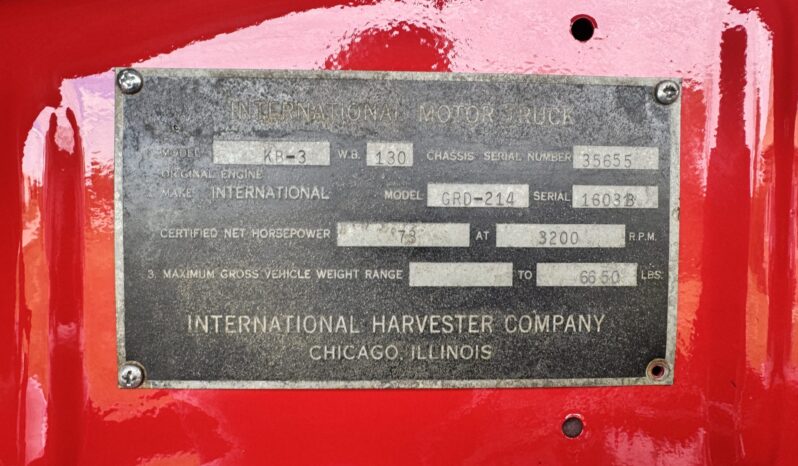 INTERNATIONAL MOTOR TRUCK
MODEL KB-3 W.B. 130 CHASSIS SERIAL NUMBER 35655
ORIGINAL ENGINE
MAKE INTERNATIONAL MODEL GRD-214 SERIAL
CERTIFIED NET HORSEPOWER 73 AT 3200 R.P.M.
3. MAXIMUM GROSS VEHICLE WEIGHT RANGE TO 6650 LBS.
INTERNATIONAL HARVESTER COMPANY
CHICAGO, ILLINOIS